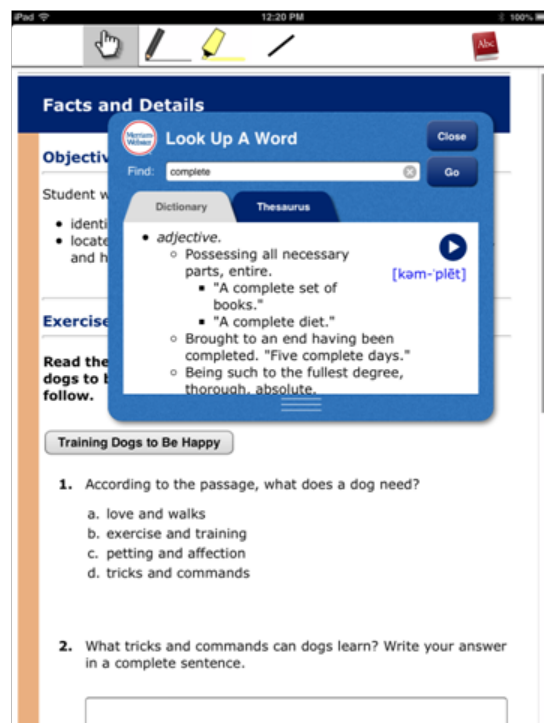 iPad
12:20 PM
100%
Abc
Facts and Details
Merriam-
Webster
Look Up A Word
Close
Find:
complete
Go
Objectiv
Dictionary
Thesaurus
Student w
• identi
• locate
and h
• adjective.
○ Possessing all necessary
parts, entire.
[kəm-ˈplēt]
▪ "A complete set of
books."
▪ "A complete diet."
○ Brought to an end having been
completed. "Five complete days."
○ Being such to the fullest degree,
thorough, absolute.
Exercise
Read the
dogs to b
follow.
Training Dogs to Be Happy
1. According to the passage, what does a dog need?
a. love and walks
b. exercise and training
c. petting and affection
d. tricks and commands
2. What tricks and commands can dogs learn? Write your answer
in a complete sentence.